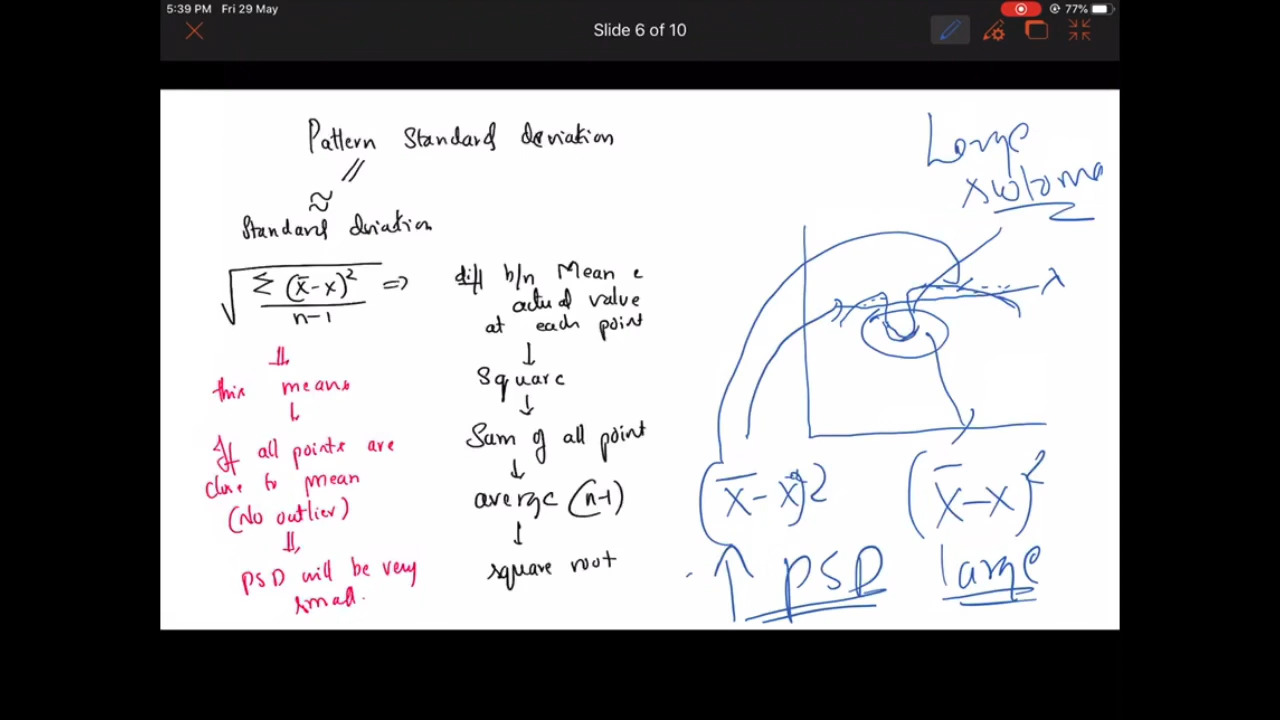 5:39 PM Fri 29 May
77%
Slide 6 of 10
Pattern Standard deviation
//
≈
Standard deviation
√ Σ (x̄-x)² / n-1 ⇒
diff b/n Mean c
actual value
at each point
↓
Square
↓
Sum of all point
↓
average (n-1)
↓
square root
⇓
this means
↓
If all points are
close to mean
(No outlier)
⇓
PSD will be very
small.
Large
scotoma
(x̄-x)2
(x̄-x)²
↑ PSD large